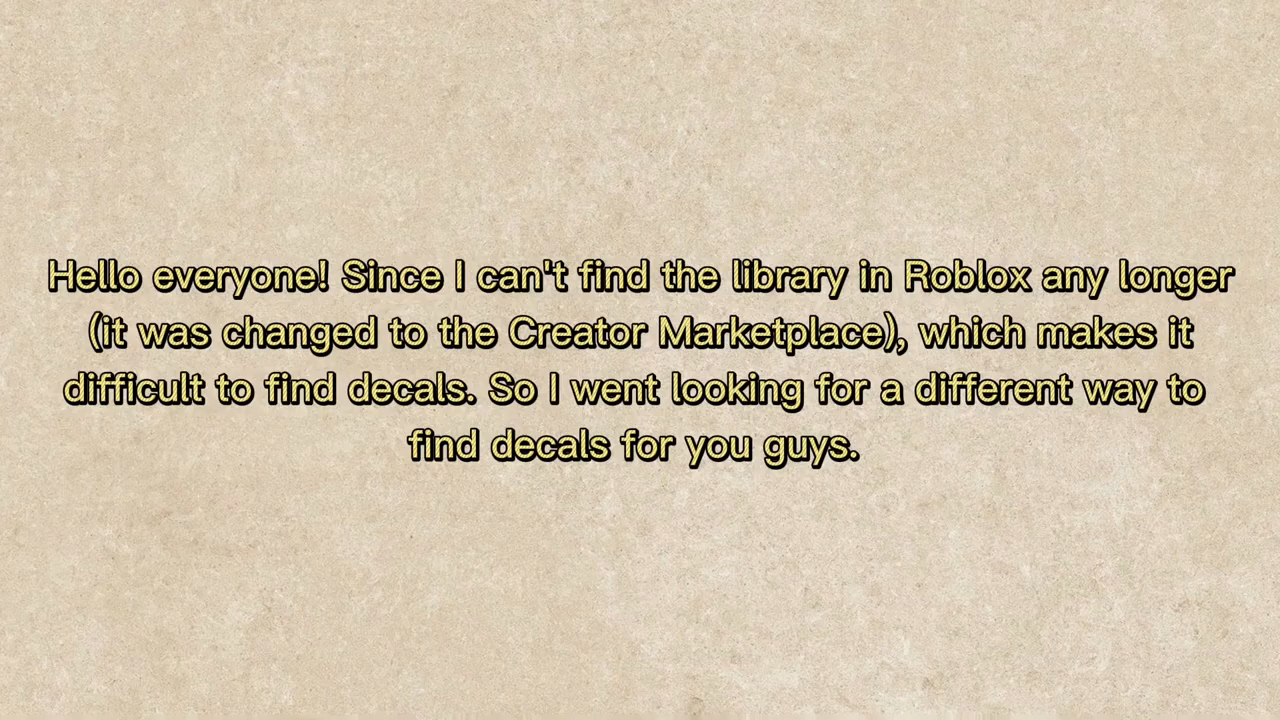 Hello everyone! Since I can't find the library in Roblox any longer
(it was changed to the Creator Marketplace), which makes it
difficult to find decals. So I went looking for a different way to
find decals for you guys.